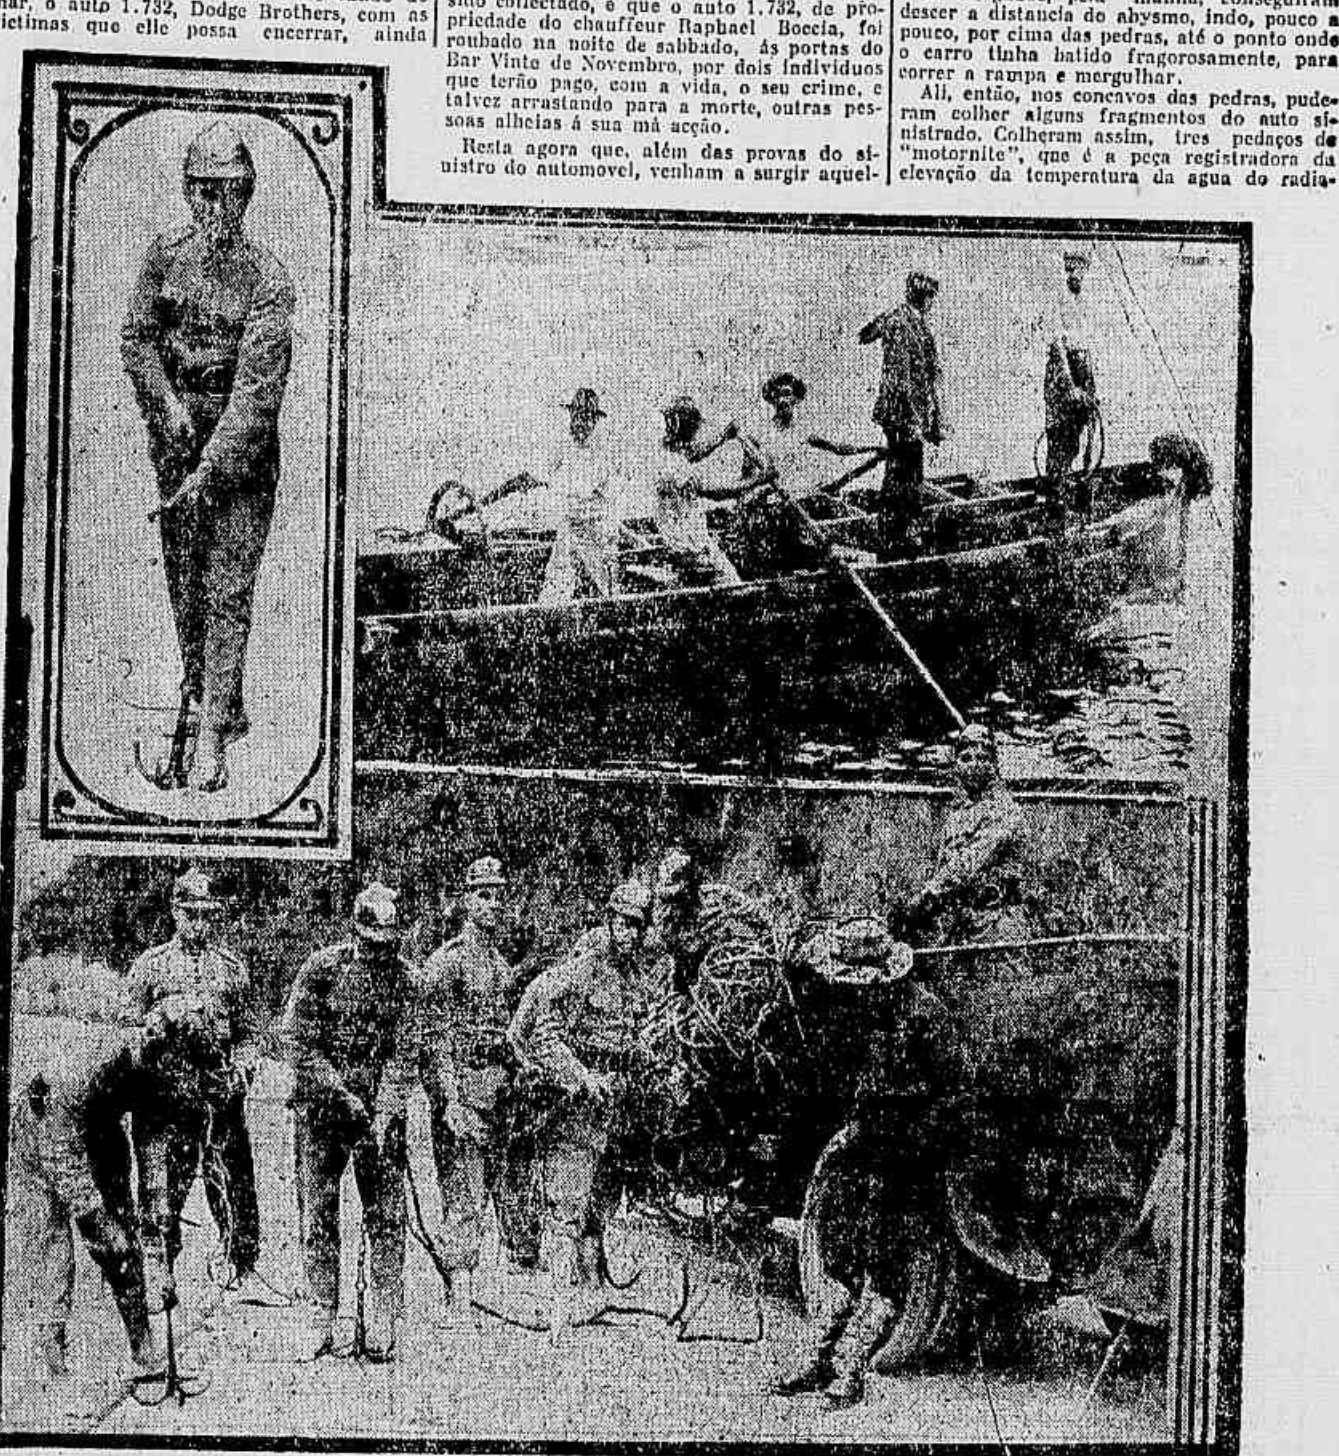 o auto 1.732, Dodge Brothers, com as
victimas que elle possa encerrar, ainda
collectado, é que o auto 1.732, de pro-
priedade do chauffeur Raphael Boccia, foi
roubado na noite de sabbado, ás portas do
Bar Vinte de Novembro, por dois individuos
que terão pago, com a vida, o seu crime, e
talvez arrastando para a morte, outras pes-
soas alheias á sua má acção.
Resta agora que, além das provas do si-
nistro do automovel, venham a surgir aquel-
descer a distancia do abysmo, indo, pouco a
pouco, por cima das pedras, até o ponto onde
o carro tinha batido fragorosamente, para
correr a rampa e mergulhar.
Ali, então, nos concavos das pedras, pude-
ram colher alguns fragmentos do auto si-
nistrado. Colheram assim, tres pedaços de
"motornite", que é a peça registradora da
elevação da temperatura da agua do radia-